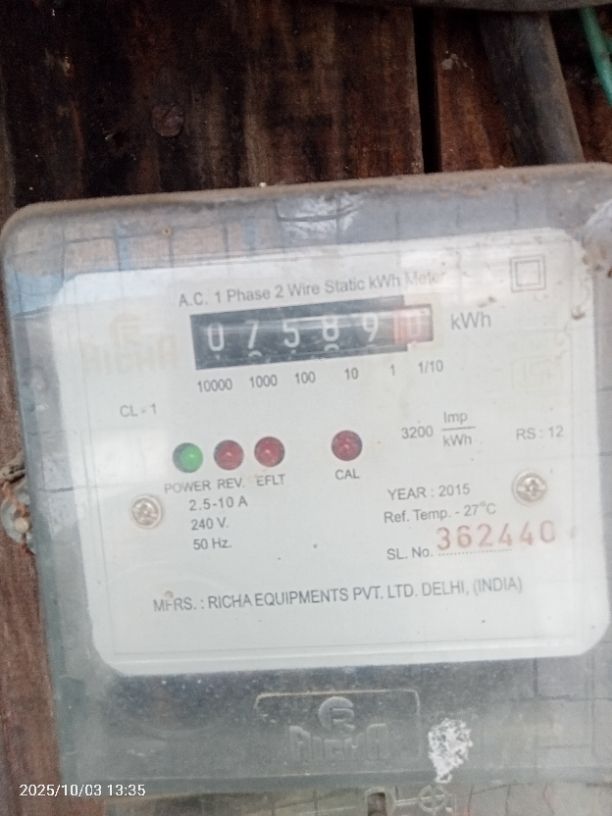 A.C. 1 Phase 2 Wire Static kWh Meter
075890 kWh
10000 1000 100 10 1 1/10
RICHA
CL - 1
3200 Imp/kWh
RS : 12
POWER REV. EFLT CAL
2.5-10 A
240 V.
50 Hz.
YEAR : 2015
Ref. Temp. - 27°C
SL. No. 362440
MFRS. : RICHA EQUIPMENTS PVT. LTD. DELHI, (INDIA)
RICHA
2025/10/03 13:35